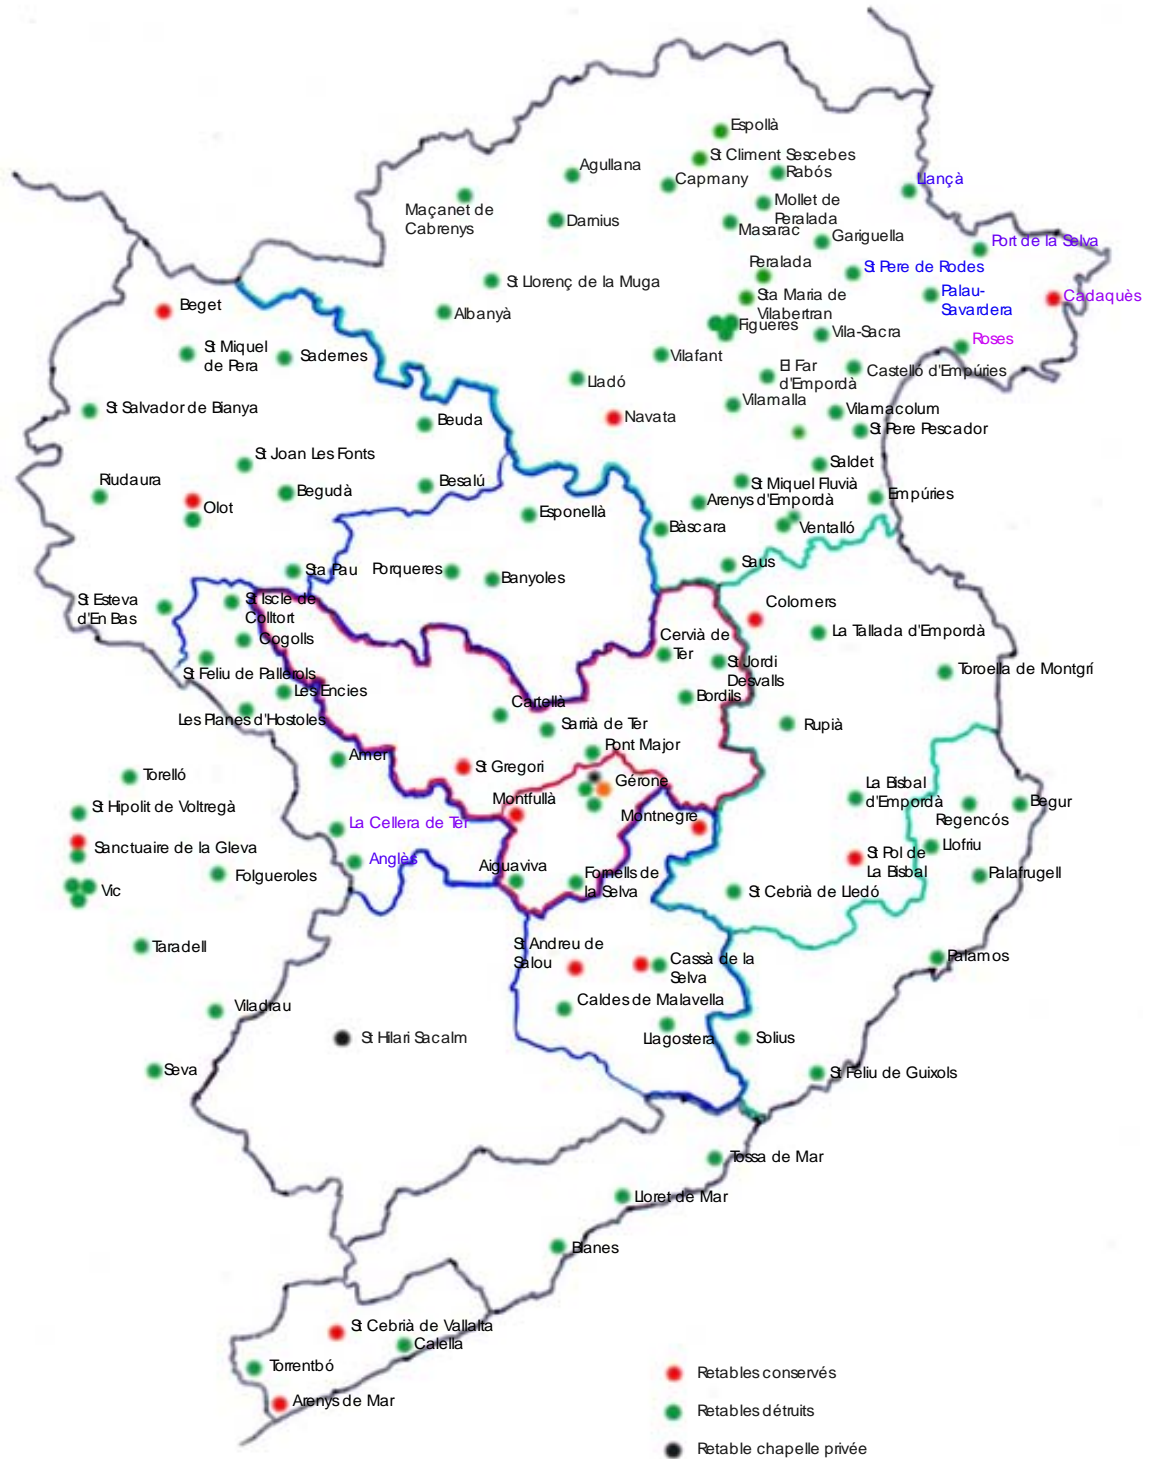 Espollà
St Climent Sescebes
Agullana
Rabós
Capmany
Llançà
Maçanet de
Cabrenys
Mollet de
Peralada
Darnius
Masarac
Gariguella
Port de la Selva
Peralada
St Pere de Rodes
St Llorenç de la Muga
Sta Maria de
Vilabertran
Palau-
Savardera
Cadaquès
Beget
Albanyà
Figueres
Vila-Sacra
Roses
St Miquel
de Pera
Sadernes
Vilafant
El Far
d'Empordà
Castelló d'Empúries
Lladó
Vilamalla
St Salvador de Bianya
Navata
Vilamacolum
Beuda
St Pere Pescador
St Joan Les Fonts
Saldet
Riudaura
Begudà
Besalú
St Miquel Fluvià
Arenys d'Empordà
Empúries
Olot
Esponellà
Bàscara
Ventalló
Sta Pau
Porqueres
Banyoles
Saus
St Esteva
d'En Bas
St Iscle de
Colltort
Colomers
Cogolls
Cervià de
Ter
La Tallada d'Empordà
St Feliu de Pallerols
St Jordi
Desvalls
Toroella de Montgrí
Les Encies
Bordils
Cartellà
Les Planes d'Hostoles
Sarrià de Ter
Rupià
Amer
Pont Major
Torelló
St Gregori
Gérone
La Bisbal
d'Empordà
Begur
Montfullà
St Hipolit de Voltregà
Montnegre
Regencós
La Cellera de Ter
Sanctuaire de la Gleva
Llofriu
St Pol de
La Bisbal
Anglès
Folgueroles
Aiguaviva
Fornells de
la Selva
Palafrugell
Vic
St Cebrià de Lledó
Taradell
St Andreu de
Salou
Cassà de la
Selva
Palamos
Viladrau
Caldes de Malavella
St Hilari Sacalm
Llagostera
Solius
Seva
St Feliu de Guixols
Tossa de Mar
Lloret de Mar
Blanes
St Cebrià de Vallalta
Calella
Torrentbó
Arenys de Mar
Retables conservés
Retables détruits
Retable chapelle privée